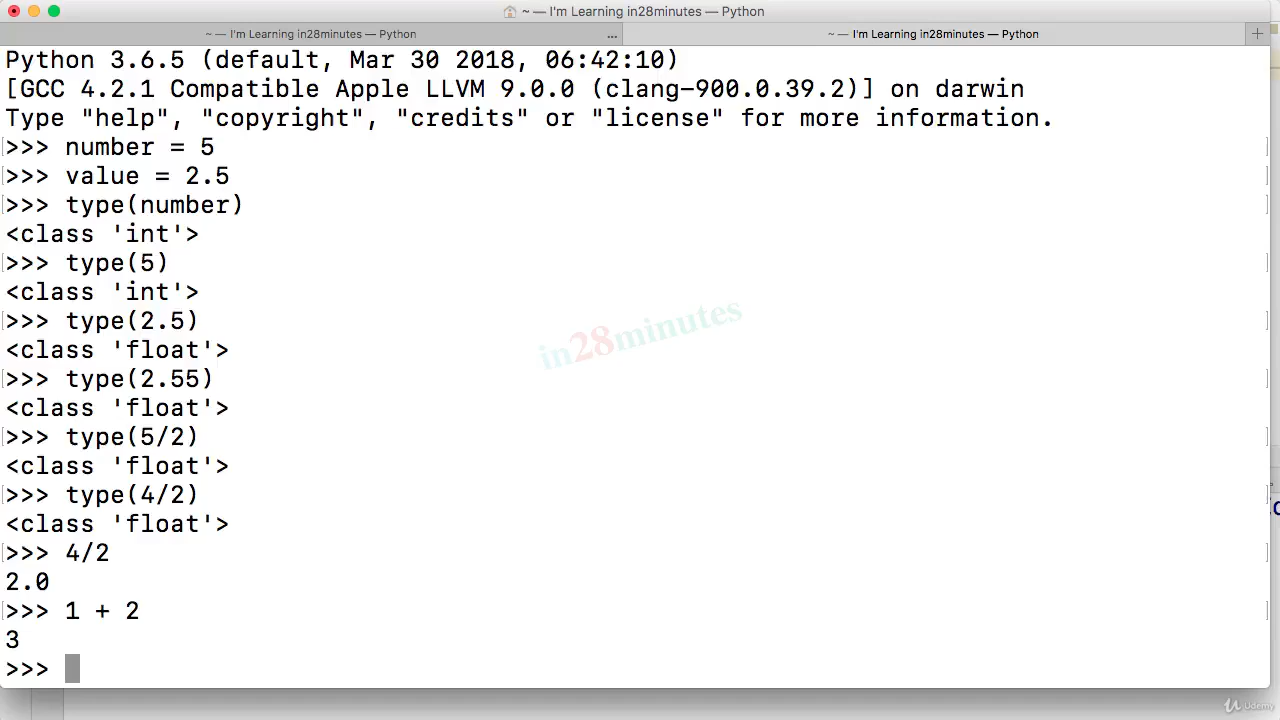 ~ — I'm Learning in28minutes — Python
~ — I'm Learning in28minutes — Python ...
~ — I'm Learning in28minutes — Python +
Python 3.6.5 (default, Mar 30 2018, 06:42:10)
[GCC 4.2.1 Compatible Apple LLVM 9.0.0 (clang-900.0.39.2)] on darwin
Type "help", "copyright", "credits" or "license" for more information.
>>> number = 5
>>> value = 2.5
>>> type(number)
<class 'int'>
>>> type(5)
<class 'int'>
>>> type(2.5)
<class 'float'>
>>> type(2.55)
<class 'float'>
>>> type(5/2)
<class 'float'>
>>> type(4/2)
<class 'float'>
>>> 4/2
2.0
>>> 1 + 2
3
>>>
in28minutes
Udemy